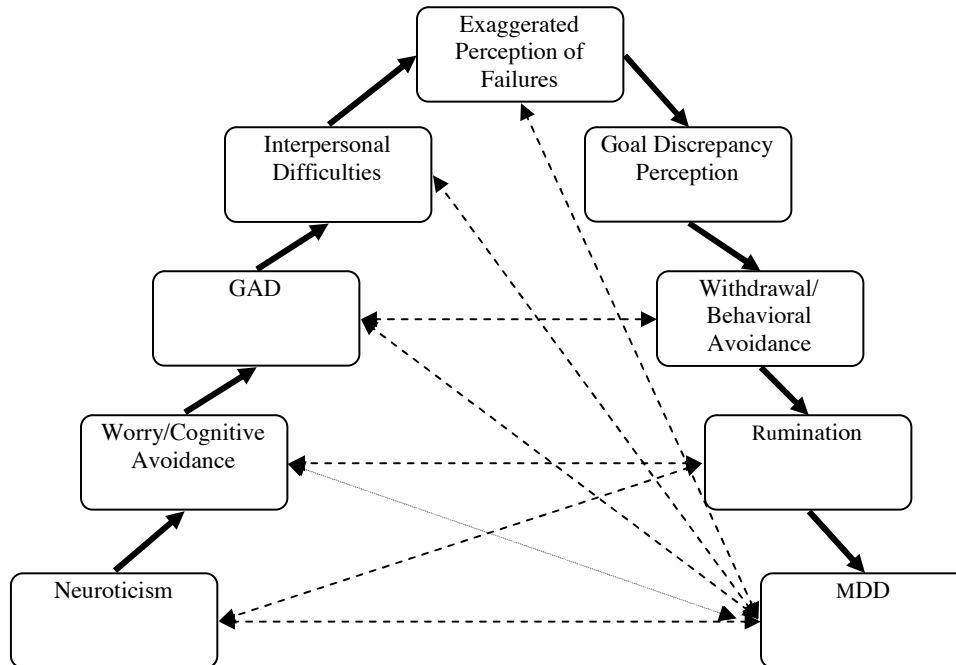 Exaggerated
Perception of
Failures
Interpersonal
Difficulties
Goal Discrepancy
Perception
GAD
Withdrawal/
Behavioral
Avoidance
Worry/Cognitive
Avoidance
Rumination
Neuroticism
MDD